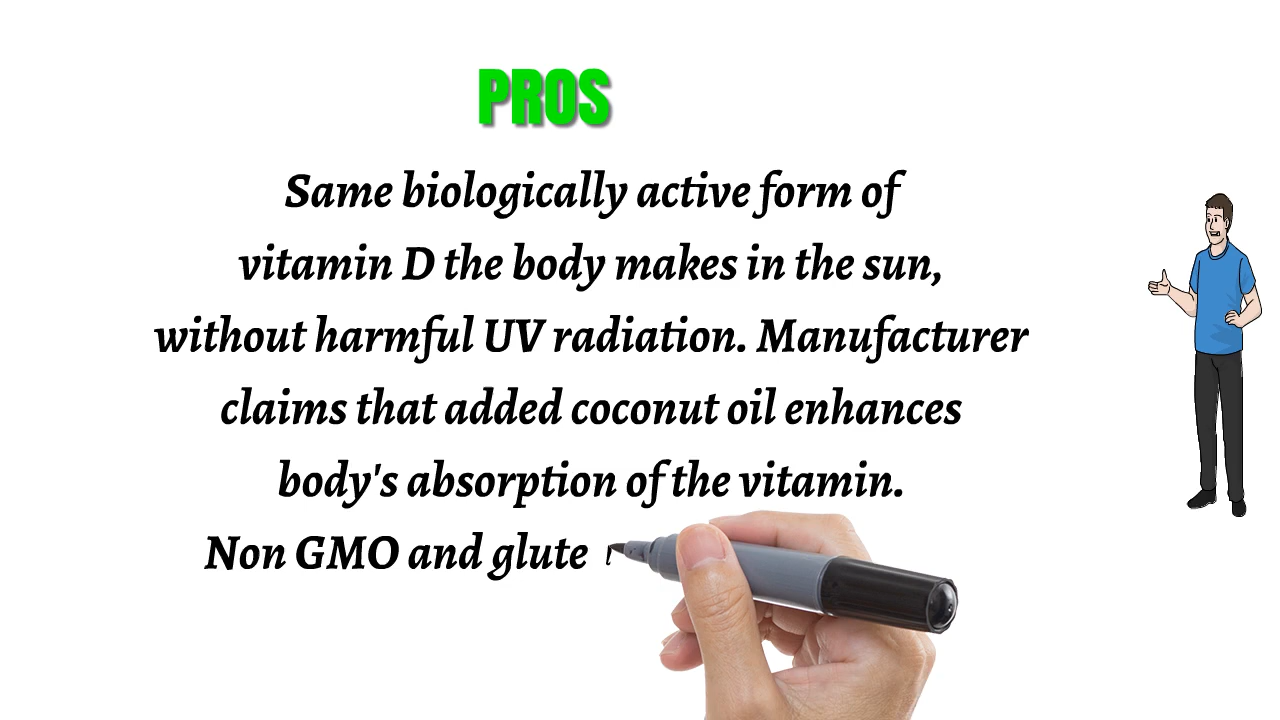 PROS
Same biologically active form of
vitamin D the body makes in the sun,
without harmful UV radiation. Manufacturer
claims that added coconut oil enhances
body's absorption of the vitamin.
Non GMO and glute